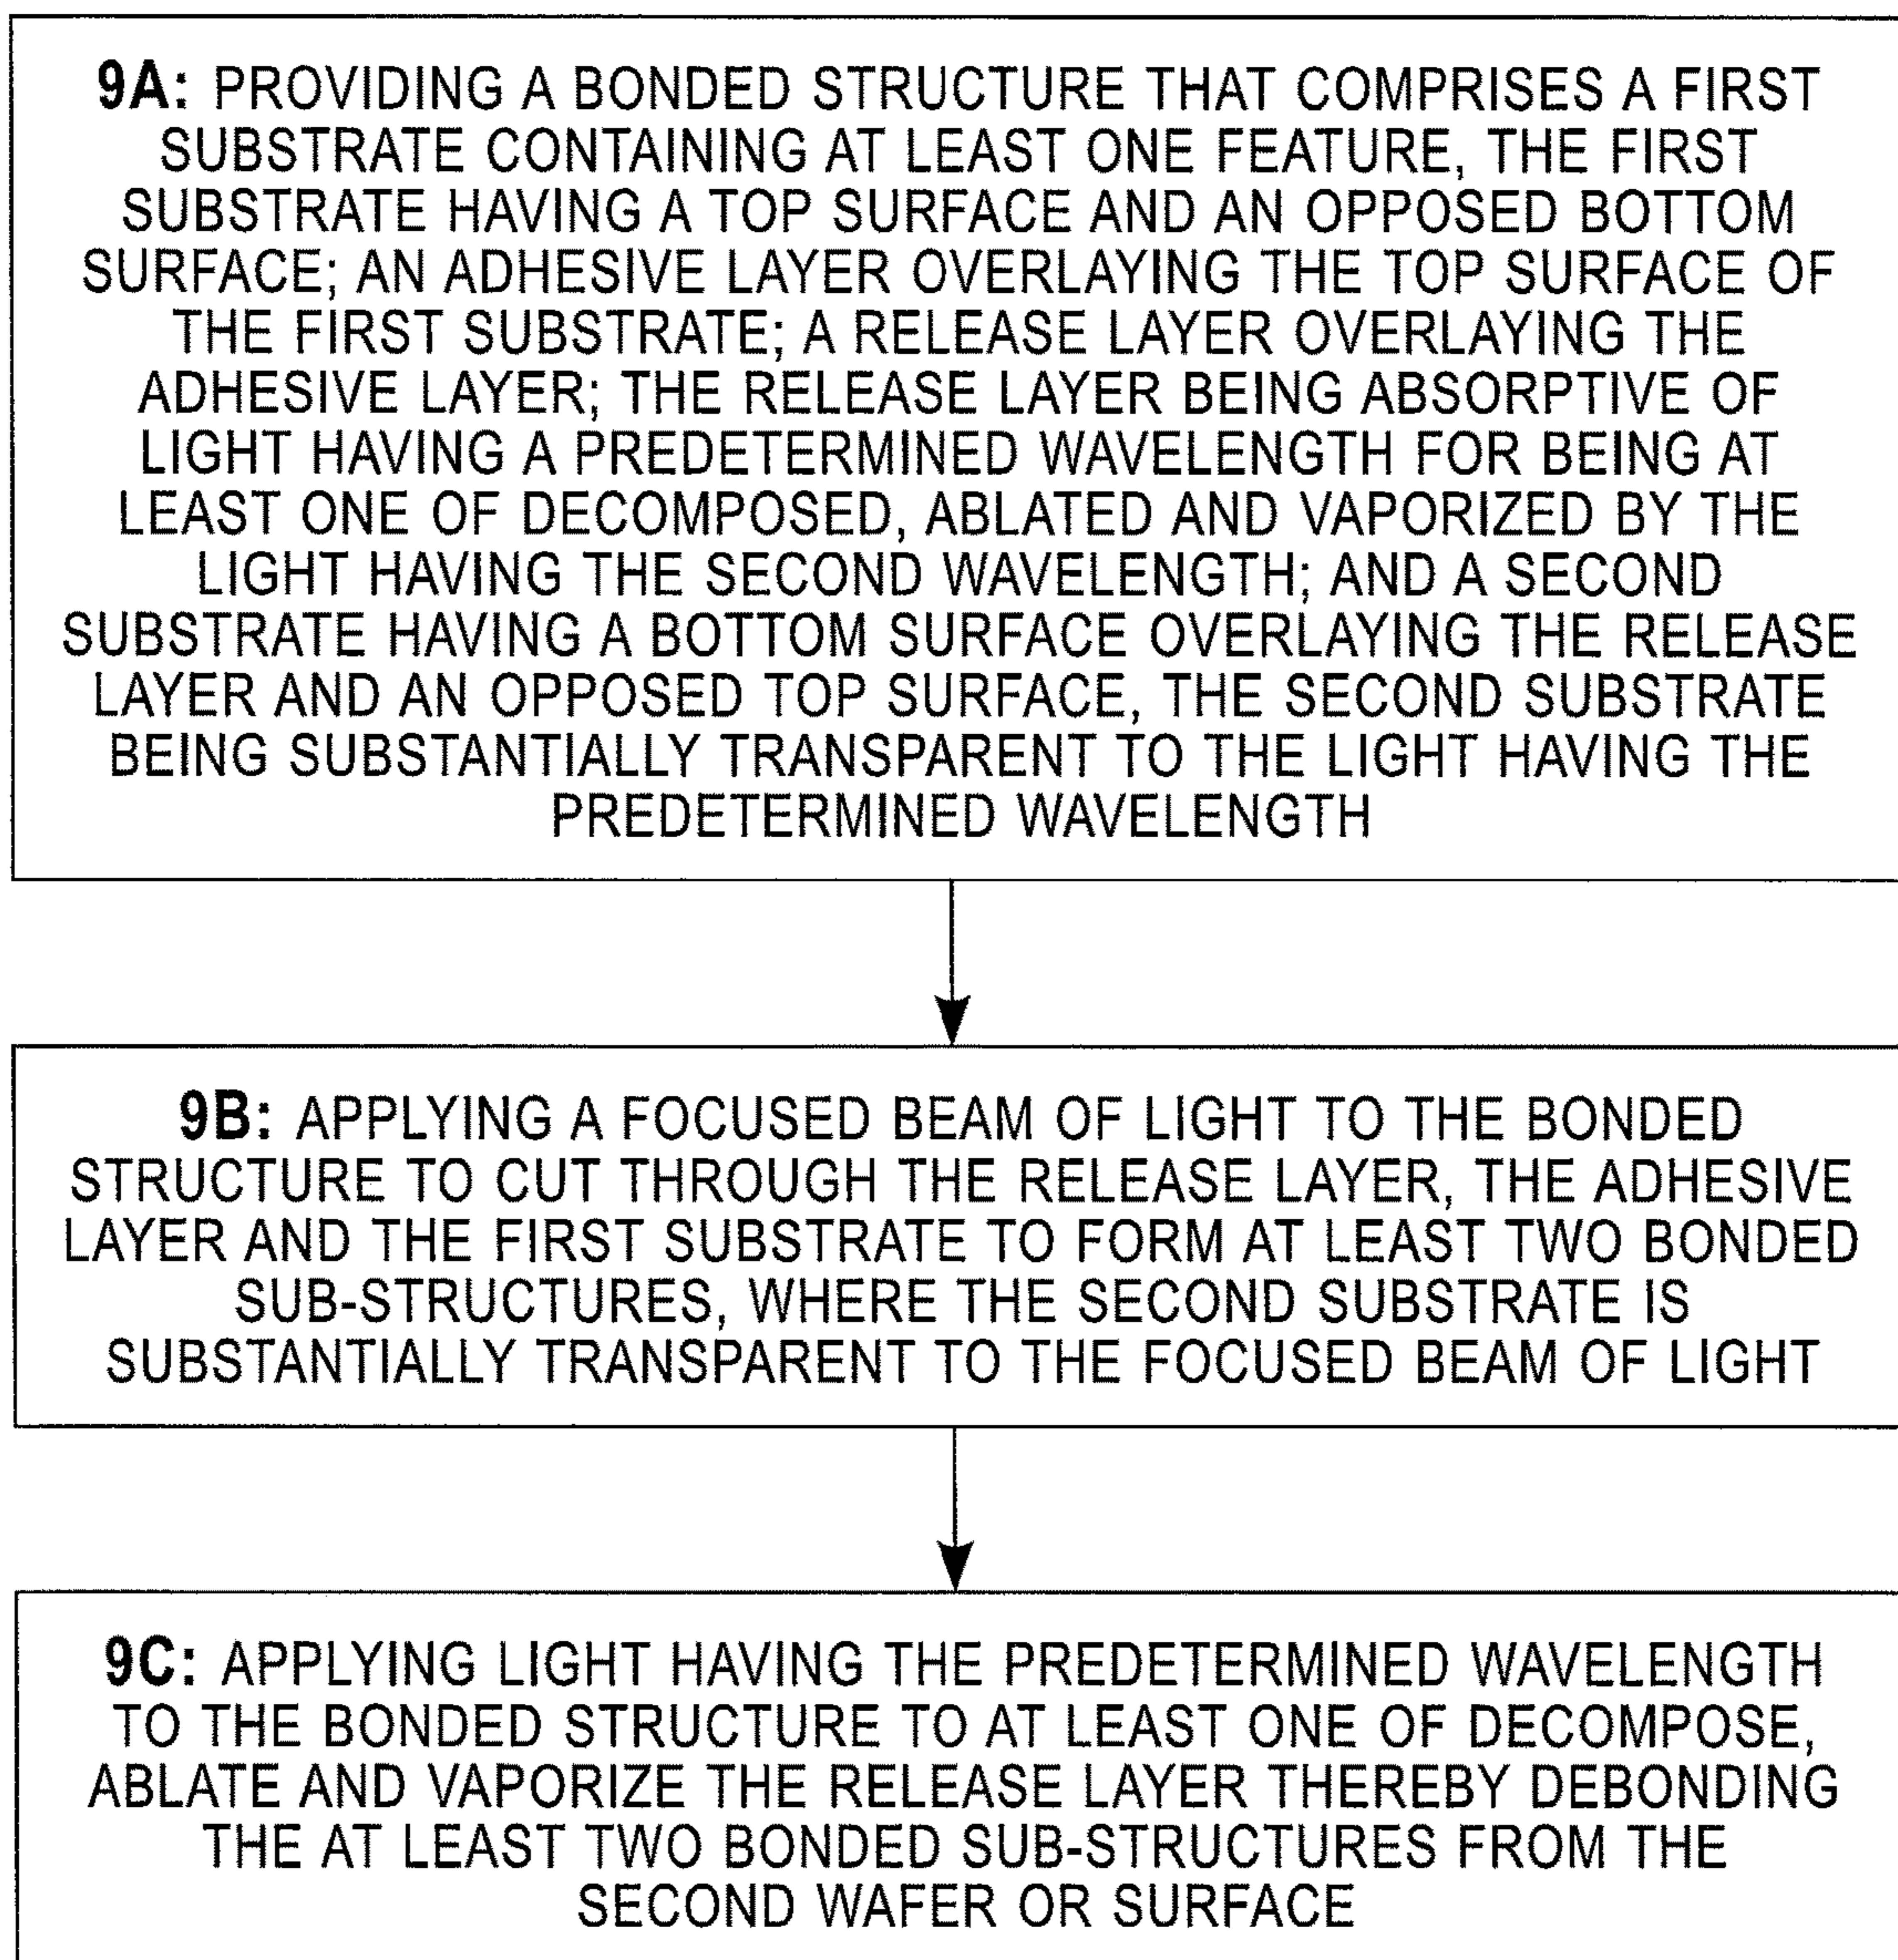 9A: PROVIDING A BONDED STRUCTURE THAT COMPRISES A FIRST
SUBSTRATE CONTAINING AT LEAST ONE FEATURE, THE FIRST
SUBSTRATE HAVING A TOP SURFACE AND AN OPPOSED BOTTOM
SURFACE; AN ADHESIVE LAYER OVERLAYING THE TOP SURFACE OF
THE FIRST SUBSTRATE; A RELEASE LAYER OVERLAYING THE
ADHESIVE LAYER; THE RELEASE LAYER BEING ABSORPTIVE OF
LIGHT HAVING A PREDETERMINED WAVELENGTH FOR BEING AT
LEAST ONE OF DECOMPOSED, ABLATED AND VAPORIZED BY THE
LIGHT HAVING THE SECOND WAVELENGTH; AND A SECOND
SUBSTRATE HAVING A BOTTOM SURFACE OVERLAYING THE RELEASE
LAYER AND AN OPPOSED TOP SURFACE, THE SECOND SUBSTRATE
BEING SUBSTANTIALLY TRANSPARENT TO THE LIGHT HAVING THE
PREDETERMINED WAVELENGTH
9B: APPLYING A FOCUSED BEAM OF LIGHT TO THE BONDED
STRUCTURE TO CUT THROUGH THE RELEASE LAYER, THE ADHESIVE
LAYER AND THE FIRST SUBSTRATE TO FORM AT LEAST TWO BONDED
SUB-STRUCTURES, WHERE THE SECOND SUBSTRATE IS
SUBSTANTIALLY TRANSPARENT TO THE FOCUSED BEAM OF LIGHT
9C: APPLYING LIGHT HAVING THE PREDETERMINED WAVELENGTH
TO THE BONDED STRUCTURE TO AT LEAST ONE OF DECOMPOSE,
ABLATE AND VAPORIZE THE RELEASE LAYER THEREBY DEBONDING
THE AT LEAST TWO BONDED SUB-STRUCTURES FROM THE
SECOND WAFER OR SURFACE